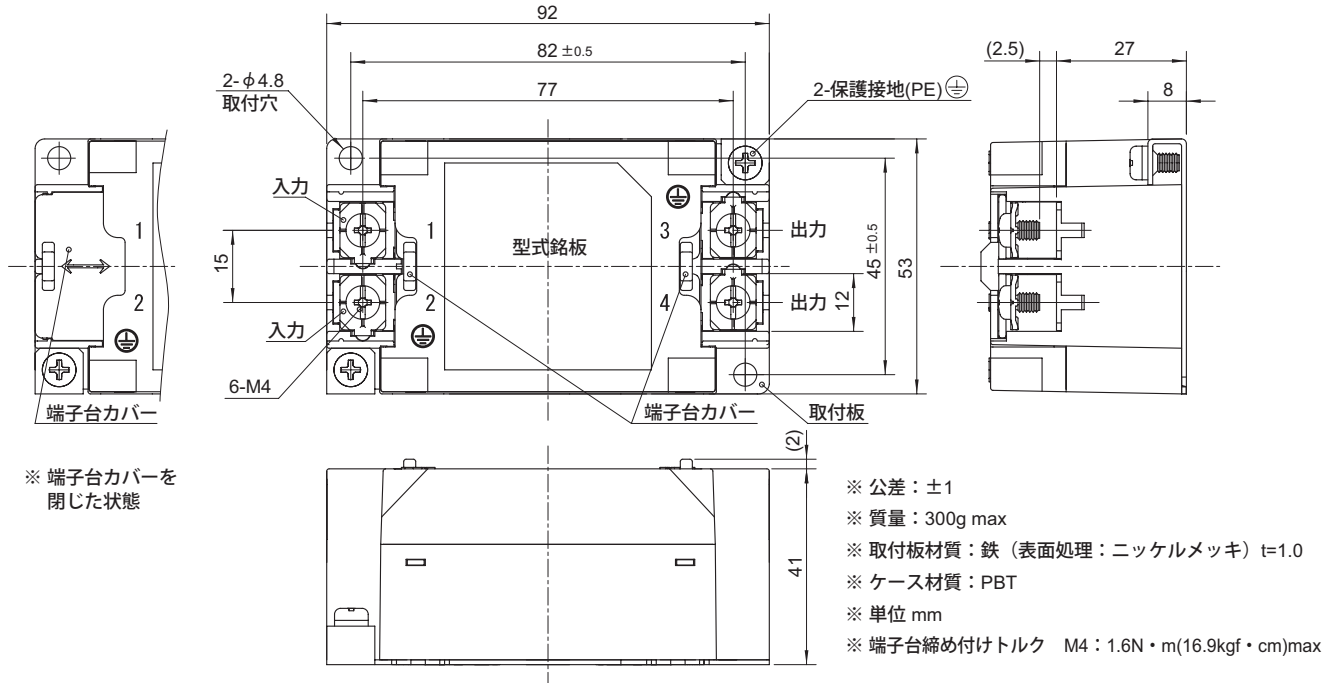 92
82 ±0.5
77
2-φ4.8
取付穴
2-保護接地(PE)
(2.5)
27
8
入力
1
2
15
入力
1
2
型式銘板
3
4
出力
出力
12
45 ±0.5
53
6-M4
端子台カバー
端子台カバー
取付板
※ 端子台カバーを
閉じた状態
(2)
41
※ 公差：±1
※ 質量：300g max
※ 取付板材質：鉄（表面処理：ニッケルメッキ）t=1.0
※ ケース材質：PBT
※ 単位 mm
※ 端子台締め付けトルク　M4：1.6N・m(16.9kgf・cm)max